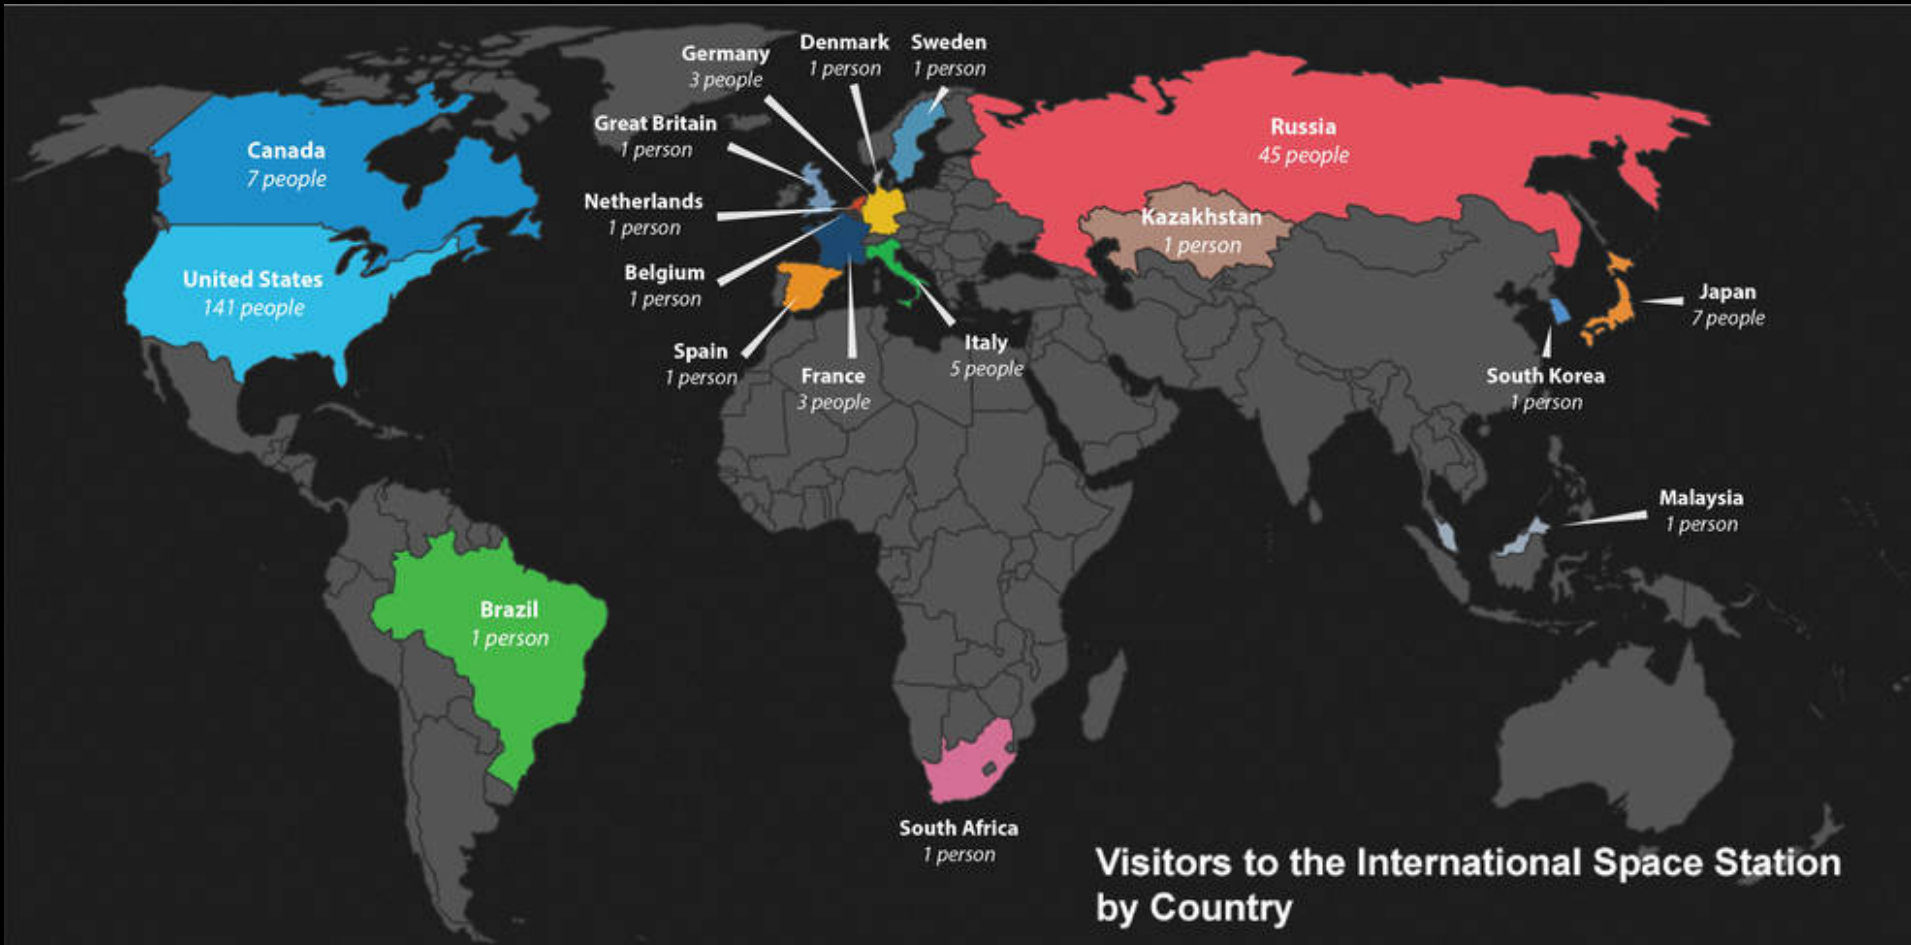 Germany
3 people
Denmark
1 person
Sweden
1 person
Great Britain
1 person
Canada
7 people
Russia
45 people
Netherlands
1 person
Kazakhstan
1 person
United States
141 people
Belgium
1 person
Japan
7 people
Spain
1 person
France
3 people
Italy
5 people
South Korea
1 person
Malaysia
1 person
Brazil
1 person
South Africa
1 person
Visitors to the International Space Station
by Country